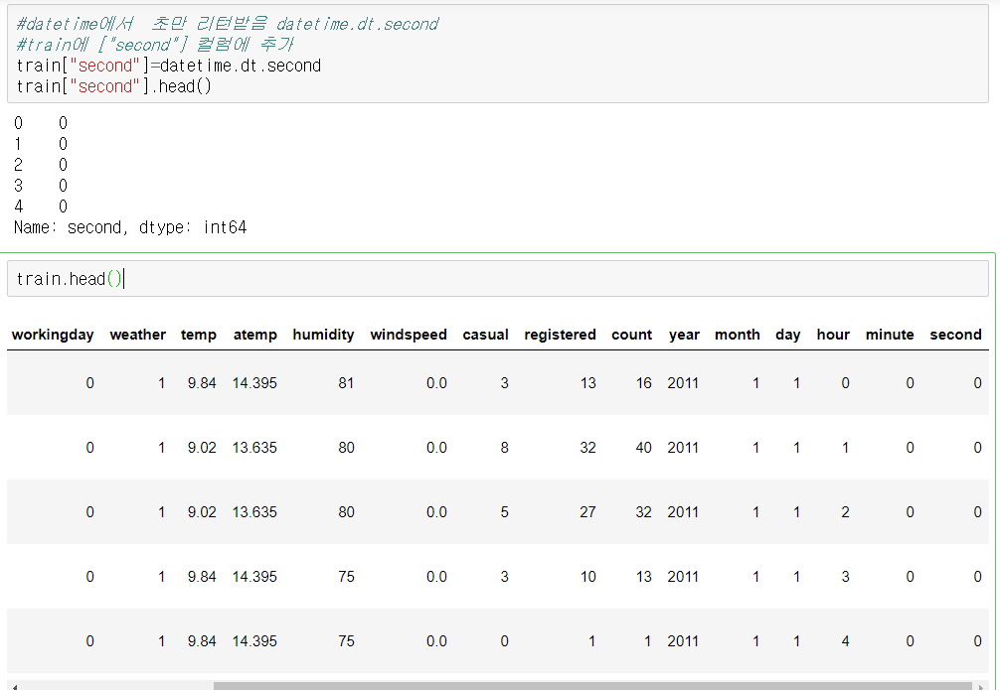 #datetime에서  초만 리턴받음 datetime.dt.second
#train에 ["second"] 컬럼에 추가
train["second"]=datetime.dt.second
train["second"].head()
0    0
1    0
2    0
3    0
4    0
Name: second, dtype: int64
train.head()
workingday weather temp atemp humidity windspeed casual registered count year month day hour minute second
0 1 9.84 14.395 81 0.0 3 13 16 2011 1 1 0 0 0
0 1 9.02 13.635 80 0.0 8 32 40 2011 1 1 1 0 0
0 1 9.02 13.635 80 0.0 5 27 32 2011 1 1 2 0 0
0 1 9.84 14.395 75 0.0 3 10 13 2011 1 1 3 0 0
0 1 9.84 14.395 75 0.0 0 1 1 2011 1 1 4 0 0